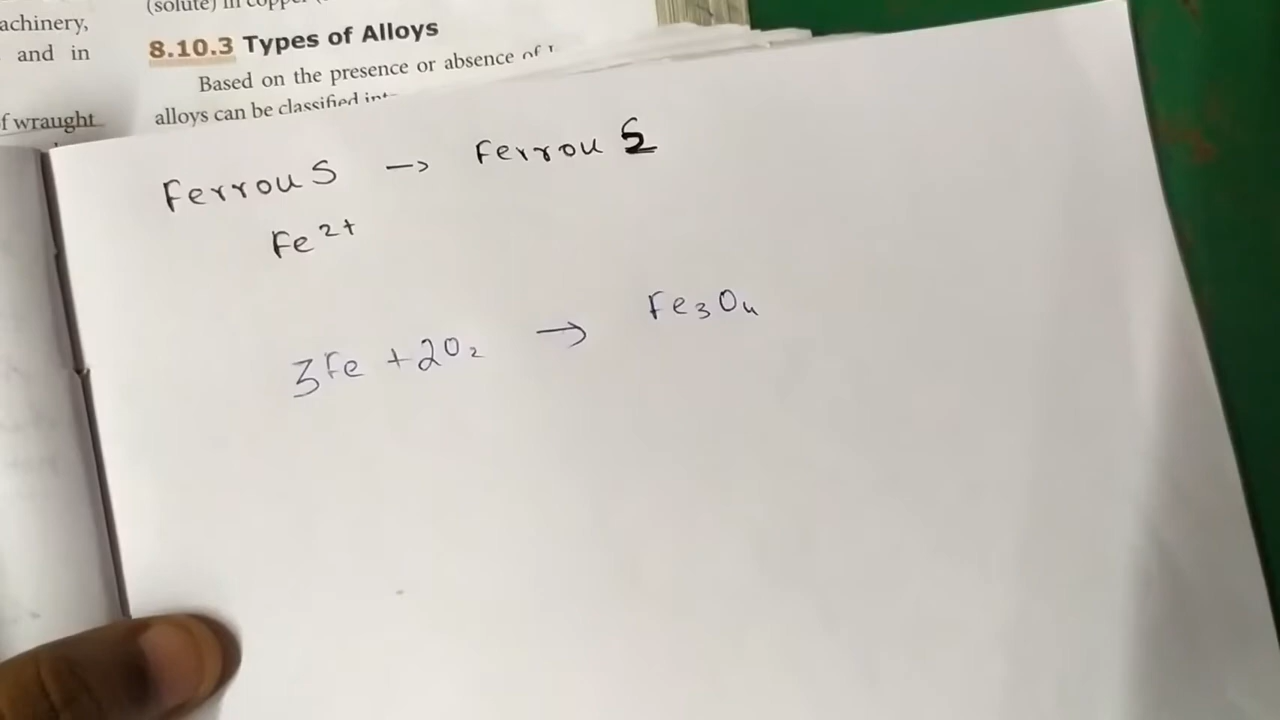 (solute) in copper
achinery,
and in
8.10.3 Types of Alloys
Based on the presence or absence of
f wraught
alloys can be classified
Ferrous → Ferrou S
Fe²⁺
3Fe + 2O₂ → Fe₃O₄